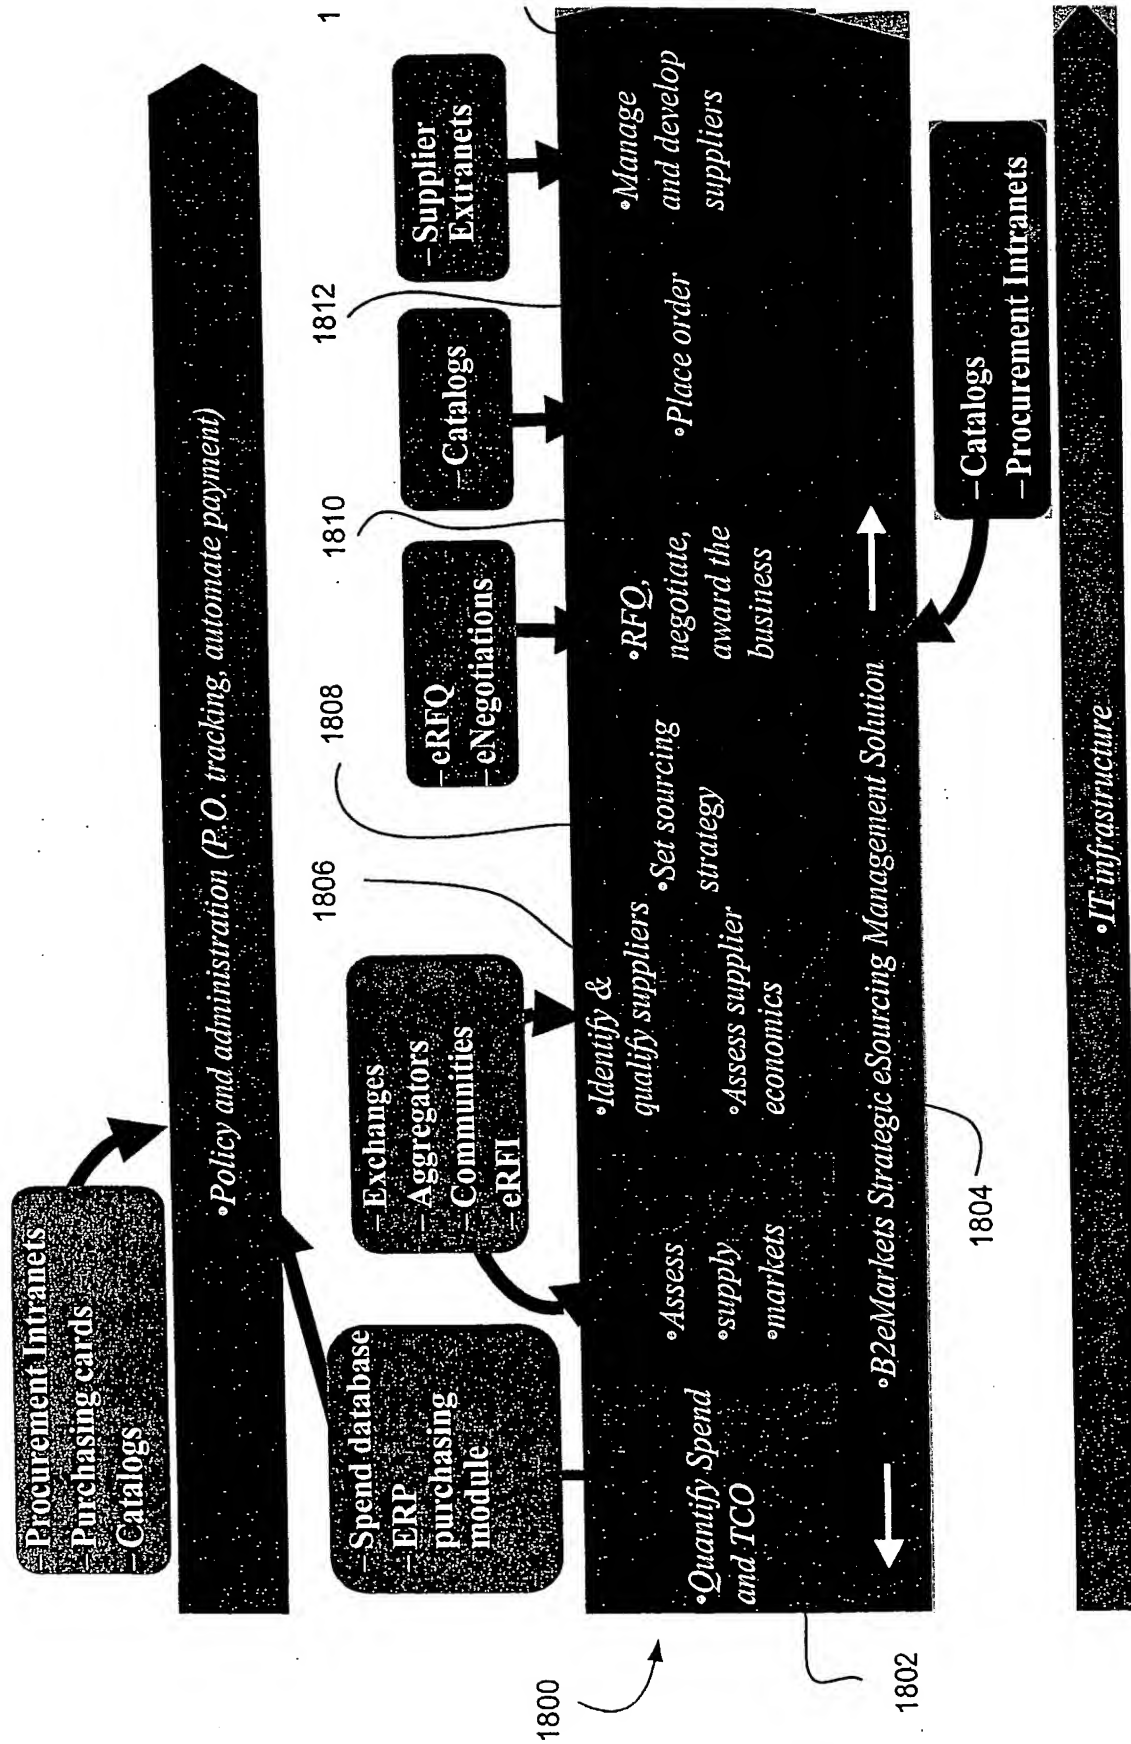 –Procurement Intranets
–Purchasing cards
–Catalogs
•Policy and administration (P.O. tracking, automate payment)
–Spend database
–ERP
purchasing
module
–Exchanges
–Aggregators
–Communities
–eRFI
1806
1808
–eRFQ
–eNegotiations
1810
–Catalogs
1812
–Supplier
Extranets
1
1800
•Quantify Spend
and TCO
•Assess
•supply
•markets
•Identify &
qualify suppliers
•Assess supplier
economics
•Set sourcing
strategy
•RFQ,
negotiate,
award the
business
•Place order
•Manage
and develop
suppliers
•B2eMarkets Strategic eSourcing Management Solution
1802
1804
–Catalogs
–Procurement Intranets
•IT infrastructure